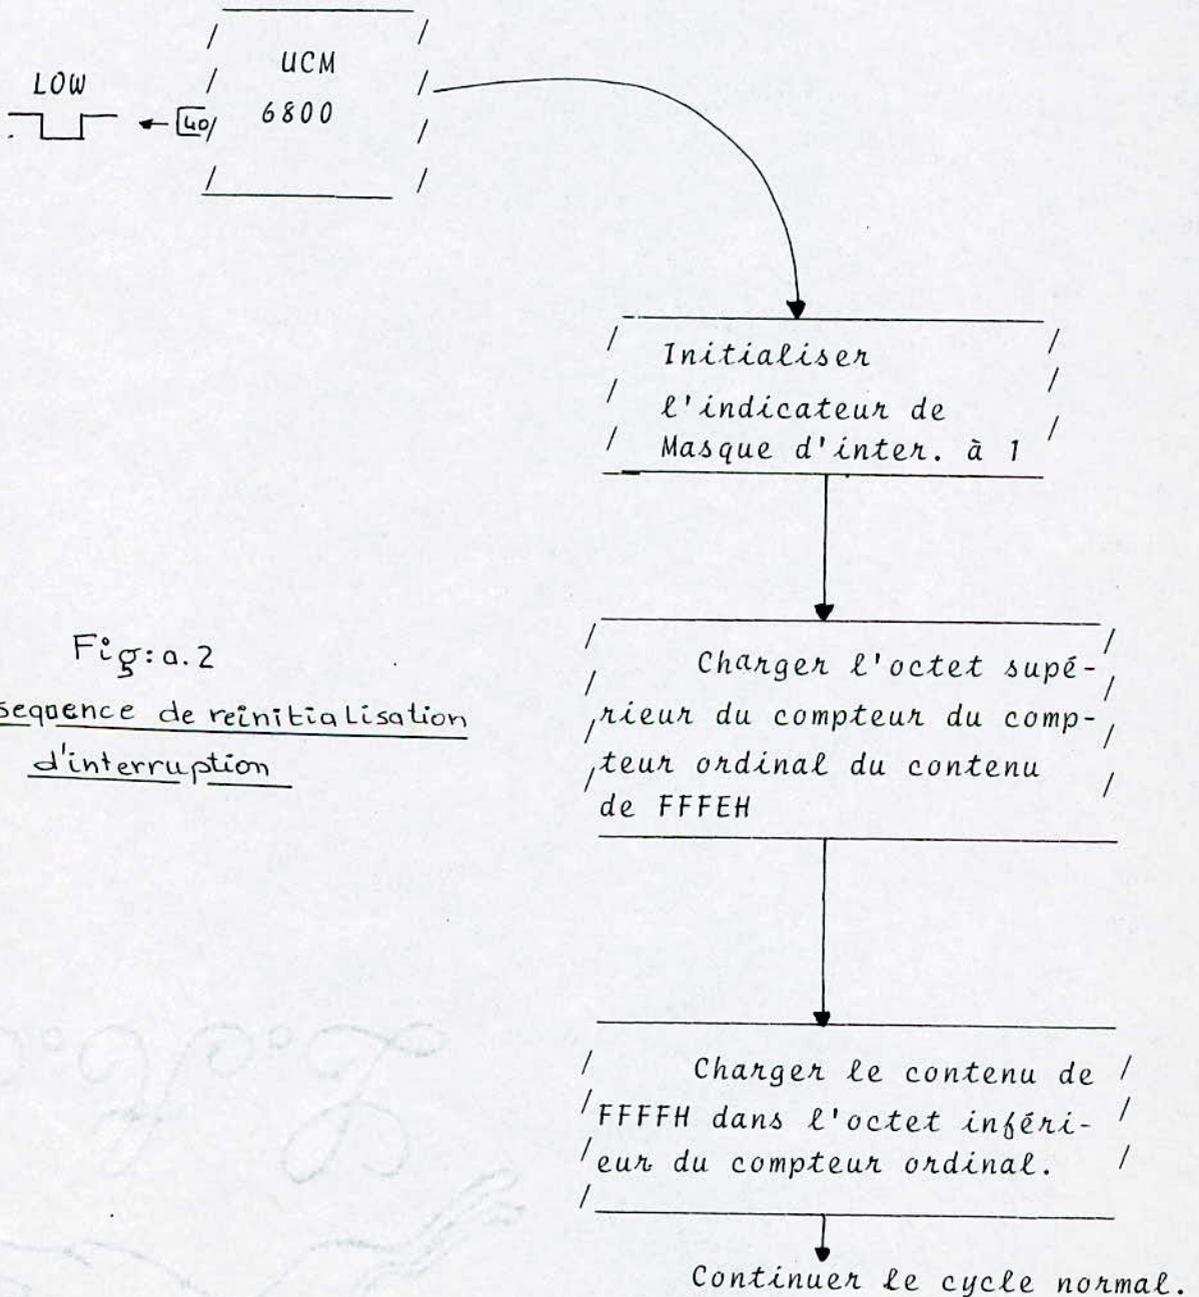 UCM
LOW
6800
40
Initialiser
l'indicateur de
Masque d'inter. à 1
Fig: a.2
sequence de reinitialisation
d'interruption
Changer l'octet supé-
rieur du compteur du comp-
teur ordinal du contenu
de FFFEH
Changer le contenu de
FFFFH dans l'octet inféri-
eur du compteur ordinal.
Continuer le cycle normal.